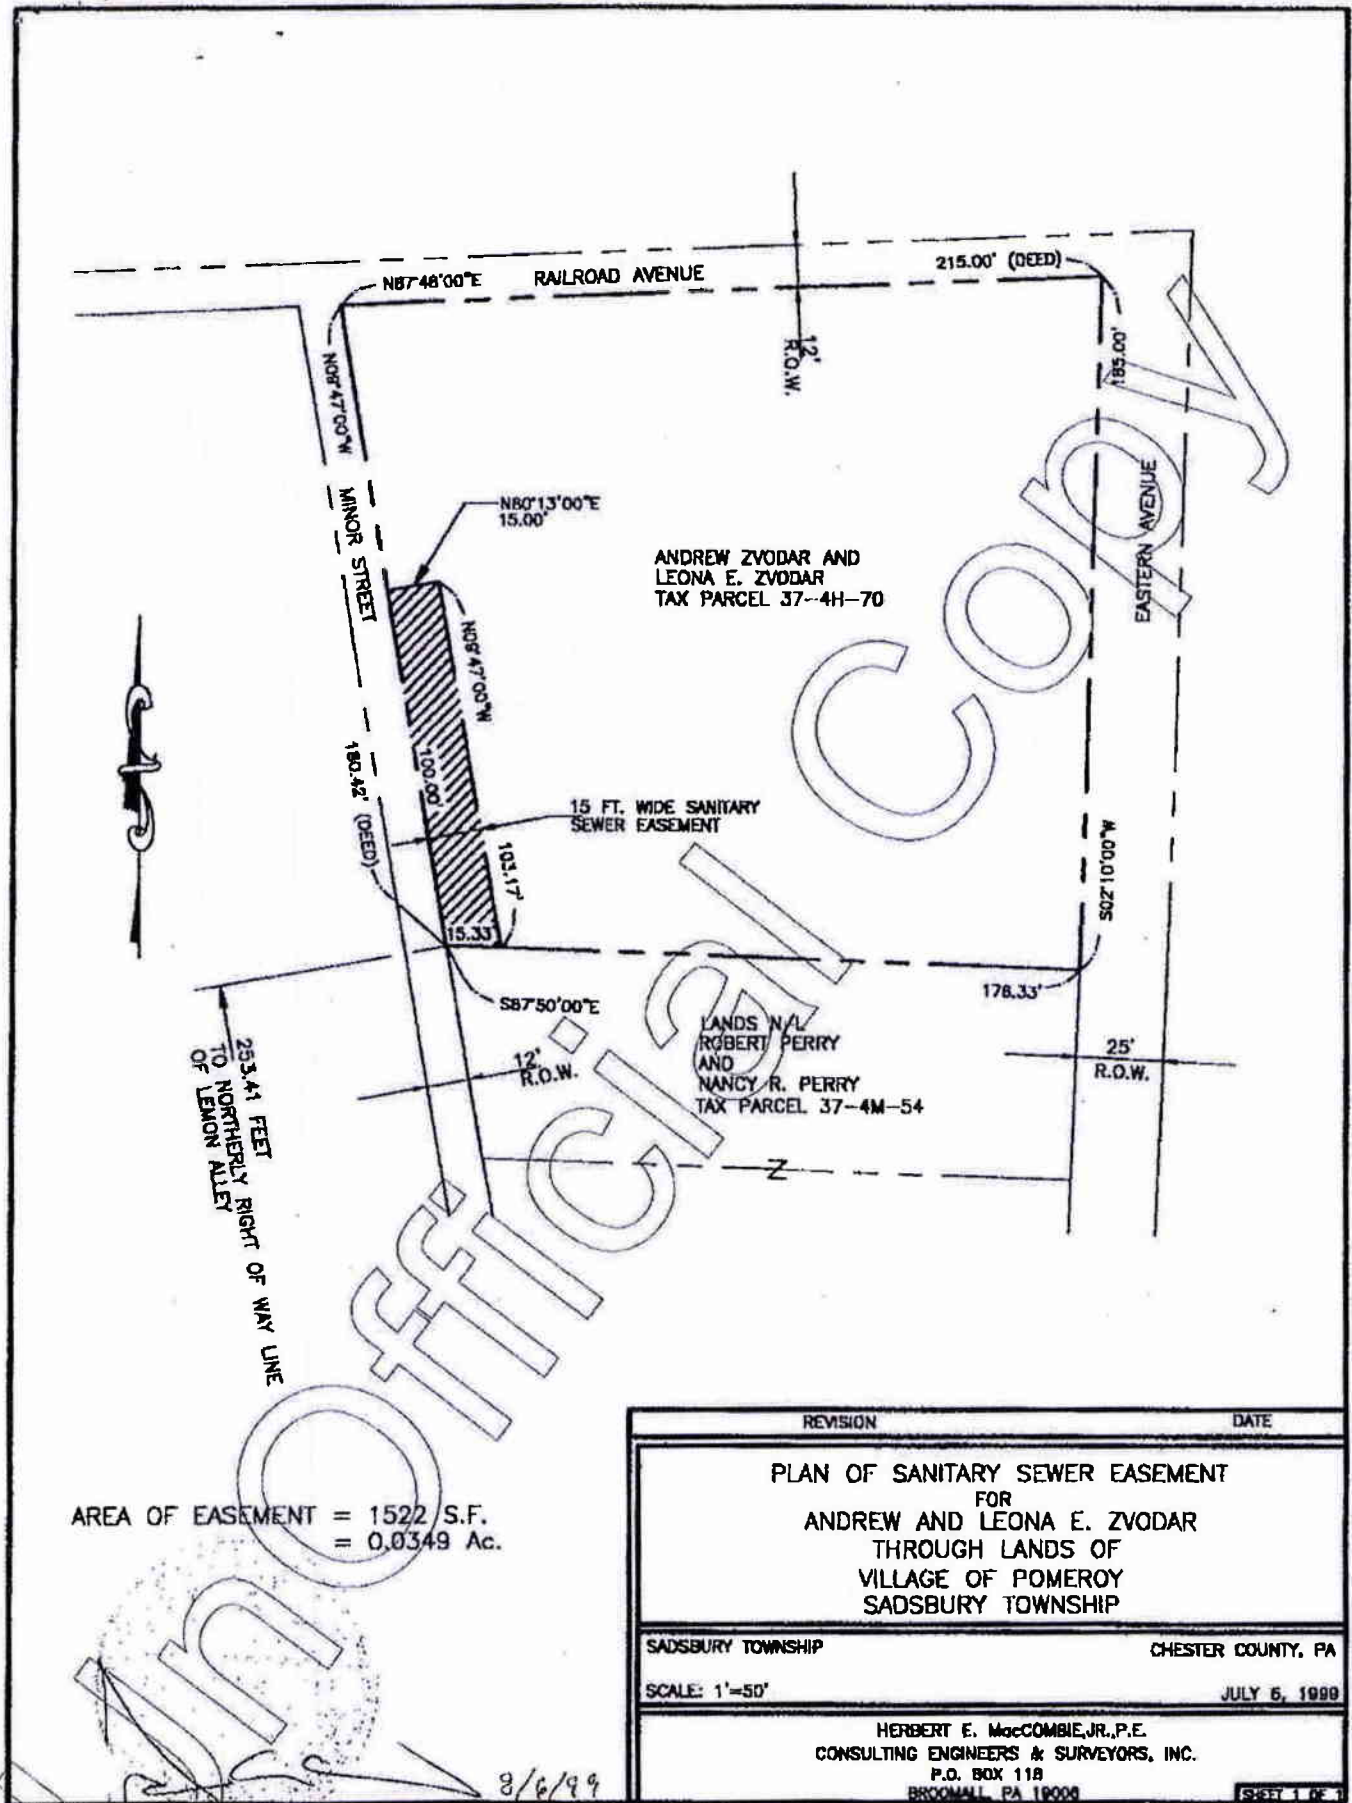 N87°48'00"E
RAILROAD AVENUE
215.00' (DEED)
12'
R.O.W.
185.00'
N09°47'00"W
MINOR STREET
N80°13'00"E
15.00'
ANDREW ZVODAR AND
LEONA E. ZVODAR
TAX PARCEL 37-4H-70
EASTERN AVENUE
N09°47'00"W
180.42' (DEED)
100.00'
15 FT. WIDE SANITARY
SEWER EASEMENT
103.17'
15.33'
S02°10'00"W
S87°50'00"E
178.33'
LANDS N/L
ROBERT PERRY
AND
NANCY R. PERRY
TAX PARCEL 37-4M-54
12'
R.O.W.
25'
R.O.W.
Z
253.41 FEET
TO NORTHERLY RIGHT OF WAY LINE
OF LEMON ALLEY
AREA OF EASEMENT = 1522 S.F.
= 0.0349 Ac.
8/6/99
UnOfficial Copy
REVISION DATE
PLAN OF SANITARY SEWER EASEMENT
FOR
ANDREW AND LEONA E. ZVODAR
THROUGH LANDS OF
VILLAGE OF POMEROY
SADSBURY TOWNSHIP
SADSBURY TOWNSHIP CHESTER COUNTY, PA
SCALE: 1'=50' JULY 6, 1999
HERBERT E. MacCOMBIE,JR.,P.E.
CONSULTING ENGINEERS & SURVEYORS, INC.
P.O. BOX 118
BROOMALL, PA 19008
SHEET 1 OF 1